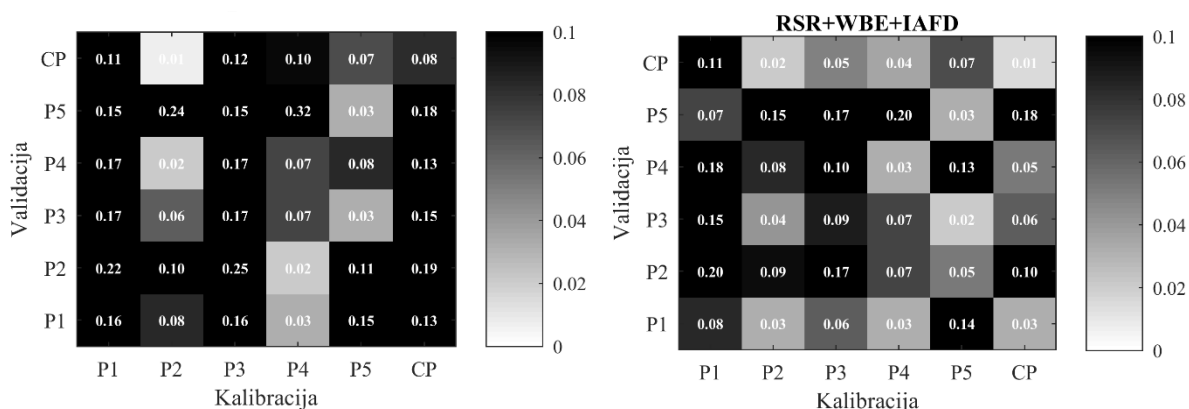 RSR+WBE+IAFD
CP 0.11 0.01 0.12 0.10 0.07 0.08
P5 0.15 0.24 0.15 0.32 0.03 0.18
P4 0.17 0.02 0.17 0.07 0.08 0.13
P3 0.17 0.06 0.17 0.07 0.03 0.15
P2 0.22 0.10 0.25 0.02 0.11 0.19
P1 0.16 0.08 0.16 0.03 0.15 0.13
P1 P2 P3 P4 P5 CP
Kalibracija
Validacija
0.1
0.08
0.06
0.04
0.02
0
CP 0.11 0.02 0.05 0.04 0.07 0.01
P5 0.07 0.15 0.17 0.20 0.03 0.18
P4 0.18 0.08 0.10 0.03 0.13 0.05
P3 0.15 0.04 0.09 0.07 0.02 0.06
P2 0.20 0.09 0.17 0.07 0.05 0.10
P1 0.08 0.03 0.06 0.03 0.14 0.03
P1 P2 P3 P4 P5 CP
Kalibracija
Validacija
0.1
0.08
0.06
0.04
0.02
0